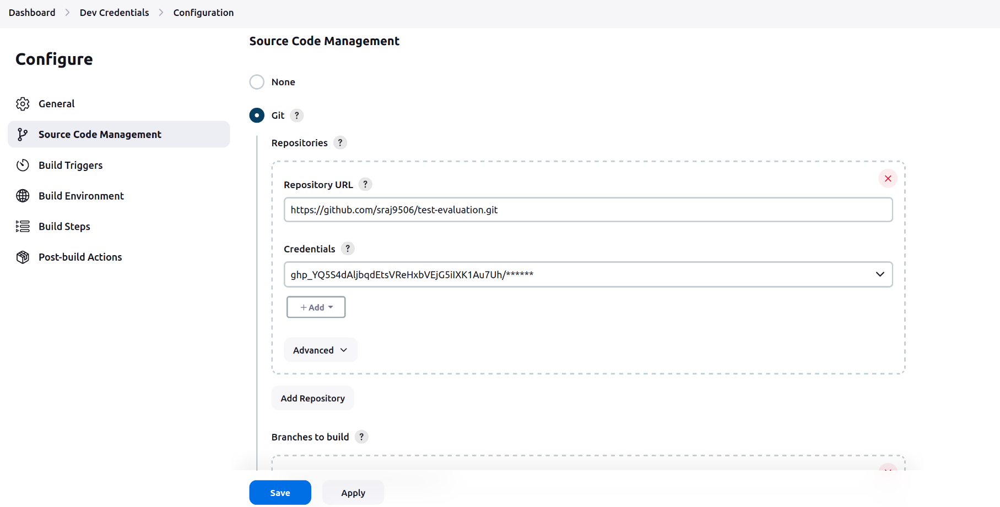 Dashboard > Dev Credentials > Configuration
Configure
General
Source Code Management
Build Triggers
Build Environment
Build Steps
Post-build Actions
Source Code Management
None
Git ?
Repositories ?
Repository URL ?
https://github.com/sraj9506/test-evaluation.git
Credentials ?
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/******
+ Add
Advanced
Add Repository
Branches to build ?
Save
Apply